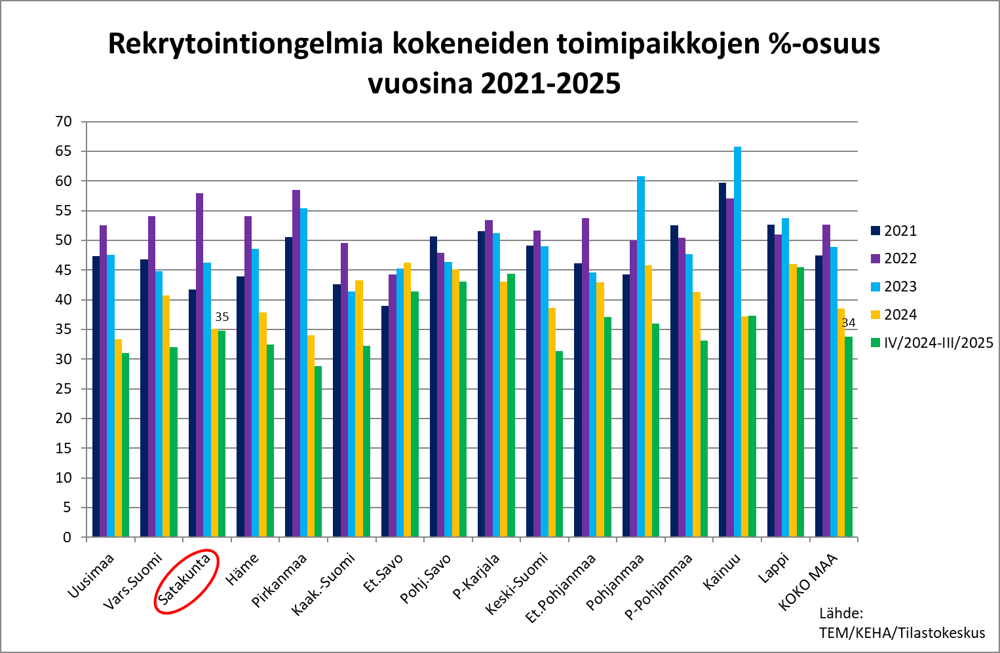 Rekrytointiongelmia kokeneiden toimipaikkojen %-osuus
vuosina 2021-2025
70
65
60
55
50
45
40
35
30
25
20
15
10
5
0
35
34
2021
2022
2023
2024
IV/2024-III/2025
Uusimaa
Vars.Suomi
Satakunta
Häme
Pirkanmaa
Kaak.-Suomi
Et.Savo
Pohj.Savo
P-Karjala
Keski-Suomi
Et.Pohjanmaa
Pohjanmaa
P-Pohjanmaa
Kainuu
Lappi
KOKO MAA
Lähde:
TEM/KEHA/Tilastokeskus